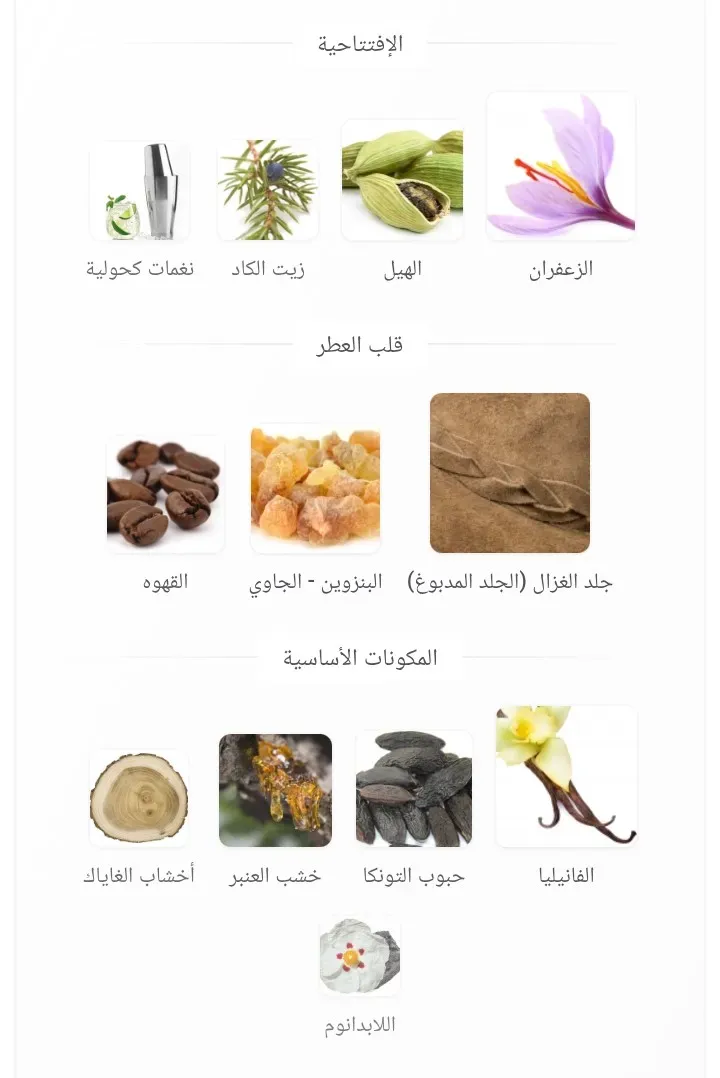 الإفتتاحية
الزعفران
الهيل
زيت الكاد
نغمات كحولية
قلب العطر
جلد الغزال (الجلد المدبوغ)
البنزوين - الجاوي
القهوه
المكونات الأساسية
الفانيليا
حبوب التونكا
خشب العنبر
أخشاب الغاياك
اللابدانوم